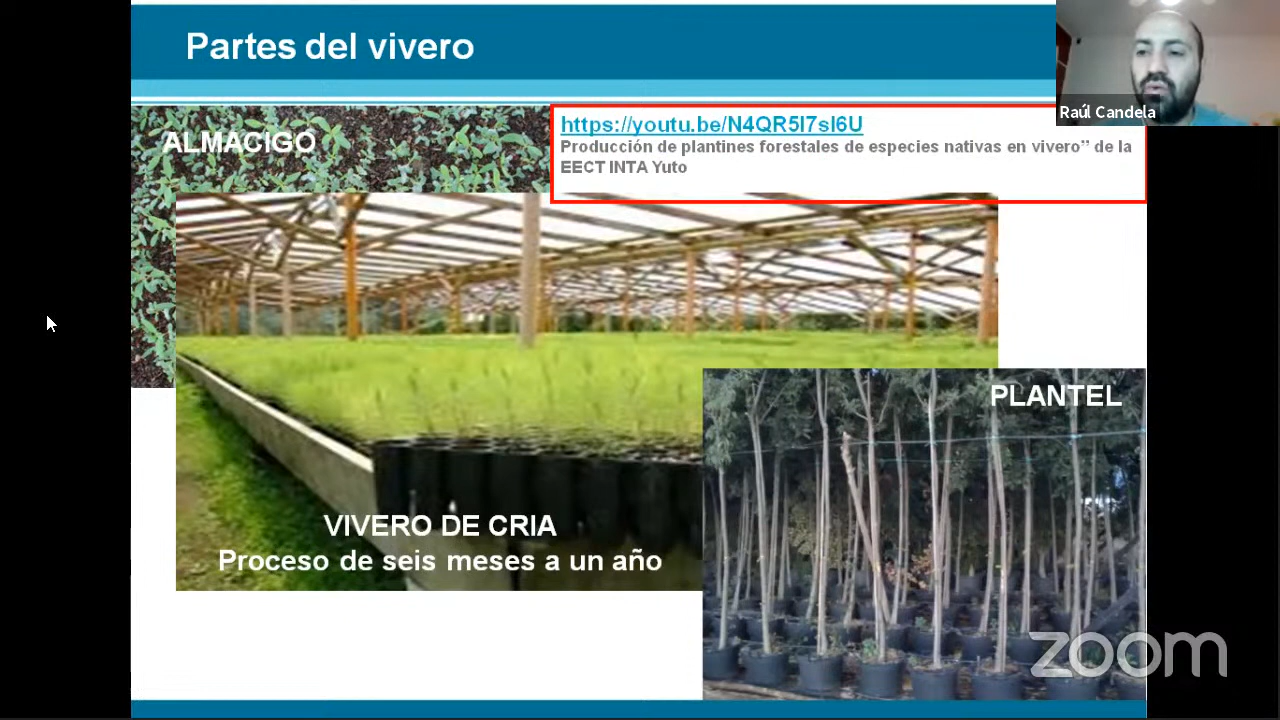 Partes del vivero
Raúl Candela
ALMACIGO
https://youtu.be/N4QR5I7sI6U
Producción de plantines forestales de especies nativas en vivero” de la
EECT INTA Yuto
PLANTEL
VIVERO DE CRIA
Proceso de seis meses a un año
zoom